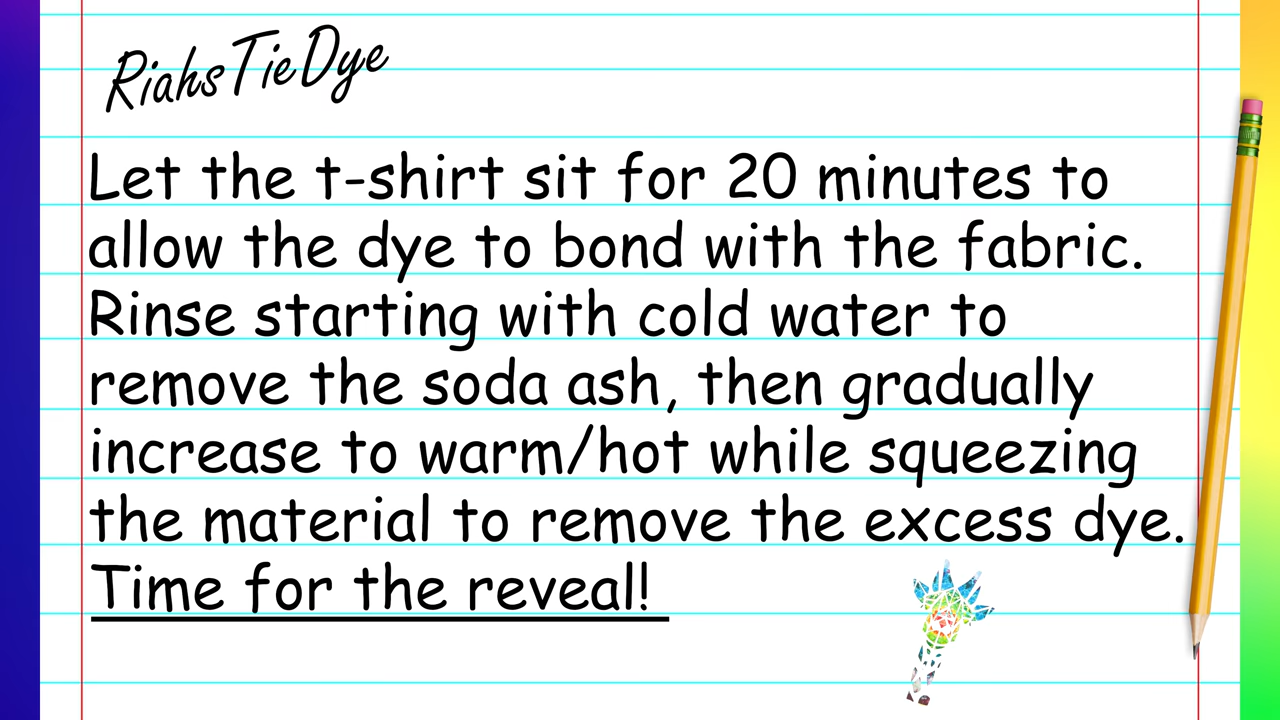 RiahsTieDye
Let the t-shirt sit for 20 minutes to
allow the dye to bond with the fabric.
Rinse starting with cold water to
remove the soda ash, then gradually
increase to warm/hot while squeezing
the material to remove the excess dye.
Time for the reveal!